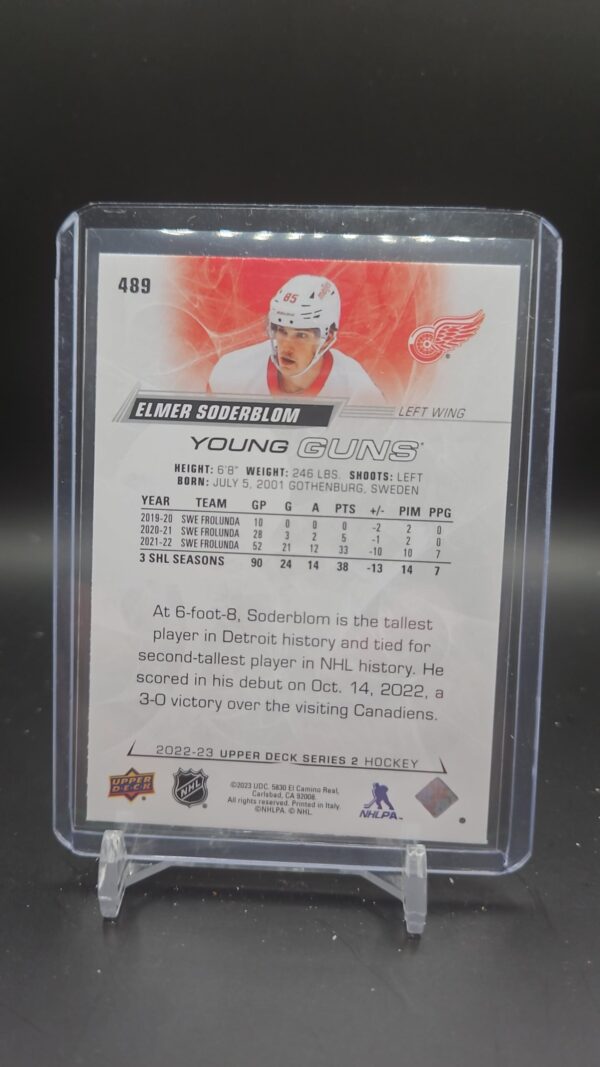 489
85
ELMER SODERBLOM
LEFT WING
YOUNG GUNS
HEIGHT: 6'8" WEIGHT: 246 LBS. SHOOTS: LEFT
BORN: JULY 5, 2001 GOTHENBURG, SWEDEN
YEAR TEAM GP G A PTS +/- PIM PPG
2019-20 SWE FROLUNDA 10 0 0 0 -2 2 0
2020-21 SWE FROLUNDA 28 3 2 5 -1 2 0
2021-22 SWE FROLUNDA 52 21 12 33 -10 10 7
3 SHL SEASONS 90 24 14 38 -13 14 7
At 6-foot-8, Soderblom is the tallest
player in Detroit history and tied for
second-tallest player in NHL history. He
scored in his debut on Oct. 14, 2022, a
3-0 victory over the visiting Canadiens.
2022-23 UPPER DECK SERIES 2 HOCKEY
UPPER
DECK
NHL
©2023 UDC. 5830 El Camino Real,
Carlsbad, CA 92008.
All rights reserved. Printed in Italy.
©NHLPA. © NHL.
NHLPA